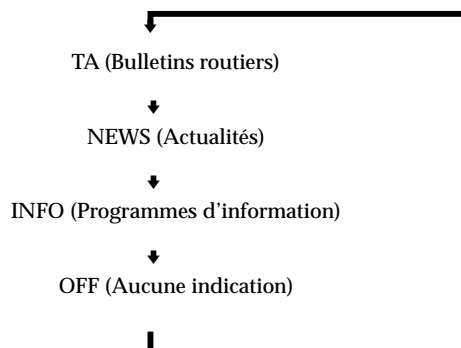 TA (Bulletins routiers)
NEWS (Actualités)
INFO (Programmes d'information)
OFF (Aucune indication)